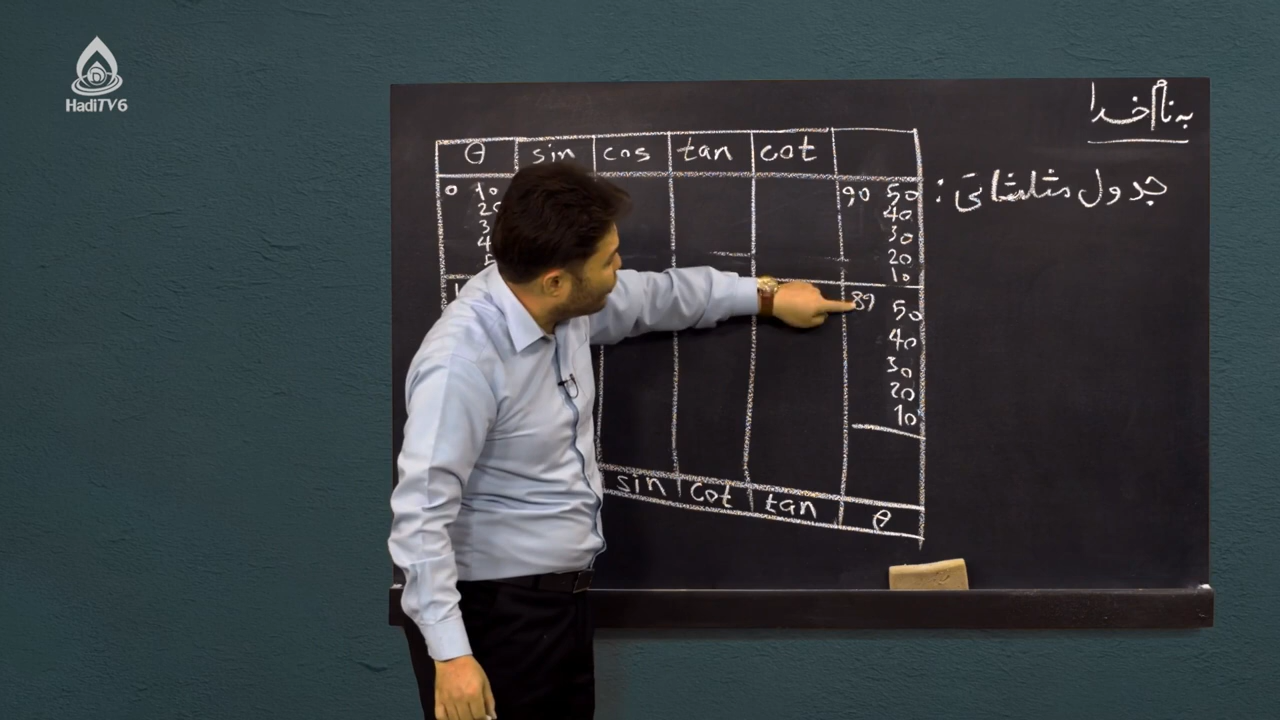 HadiTV6
به نام خدا
جدول مثلثاتی:
θ sin cos tan cot
0 10 90 50
20 40
30
20
10
89 50
40
30
20
10
sin cot tan θ